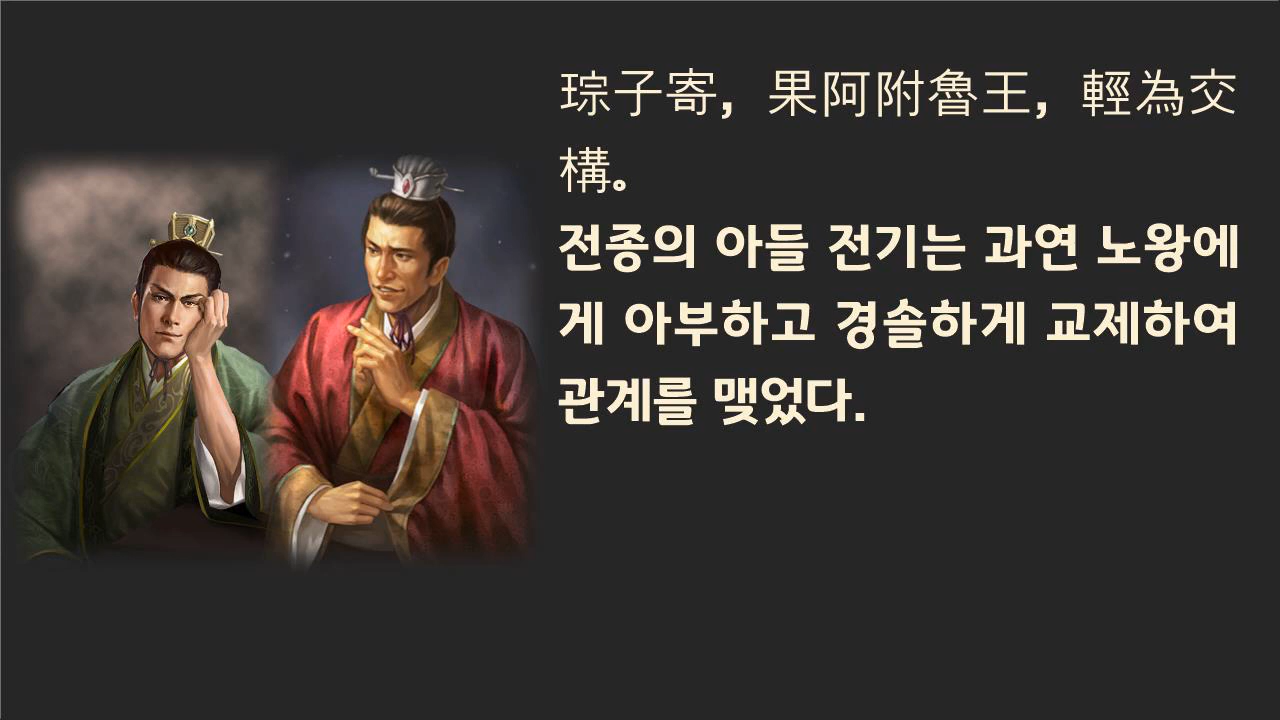 琮子寄, 果阿附魯王, 輕為交
構。
전종의 아들 전기는 과연 노왕에
게 아부하고 경솔하게 교제하여
관계를 맺었다.